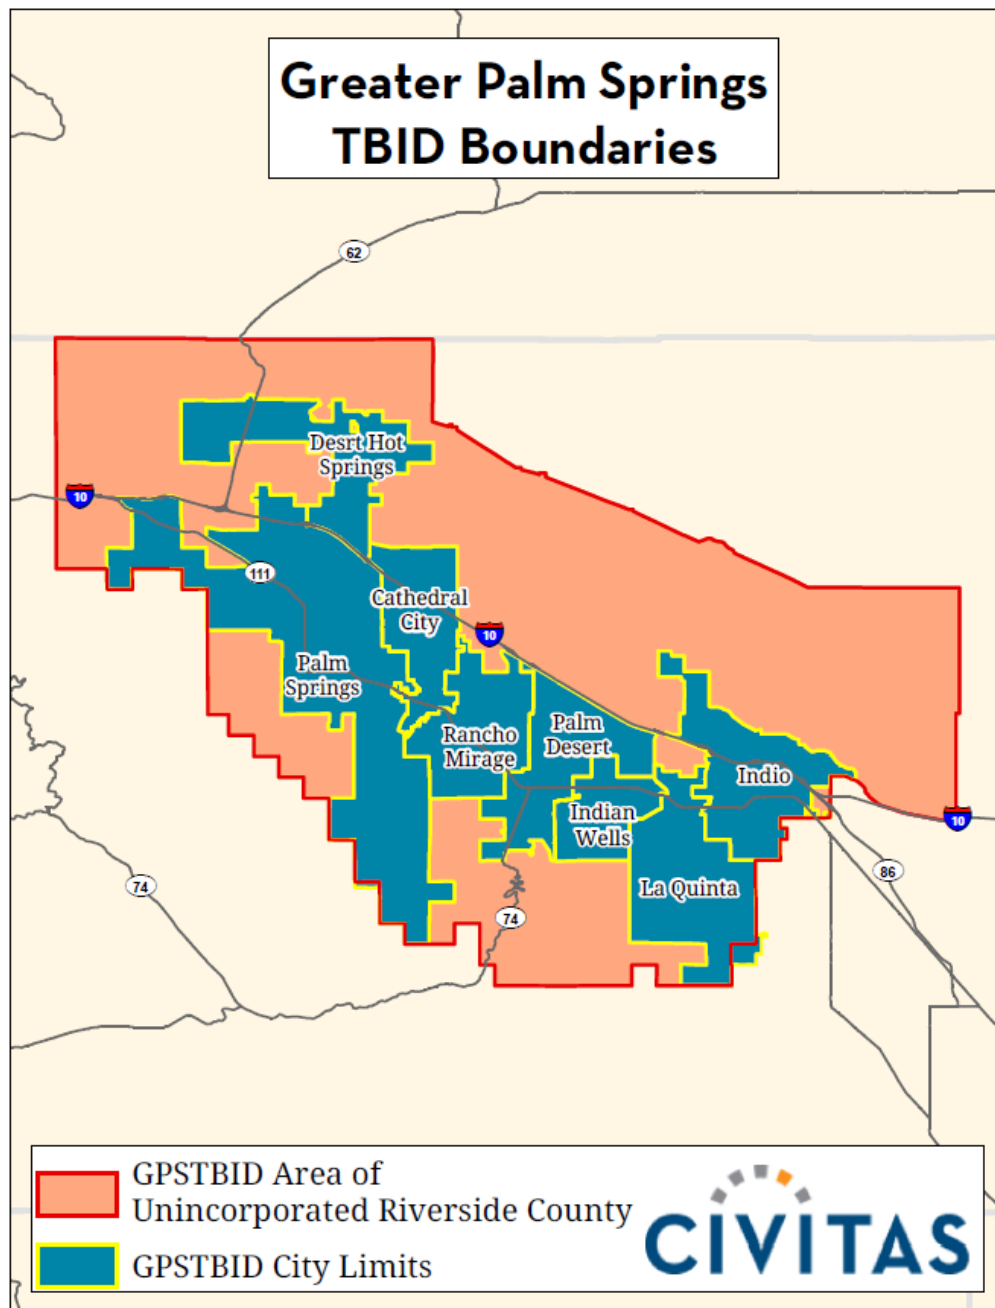 Greater Palm Springs
TBID Boundaries
62
10
Desrt Hot
Springs
111
Cathedral
City
10
Palm
Springs
Rancho
Mirage
Palm
Desert
Indio
Indian
Wells
10
La Quinta
86
74
74
GPSTBID Area of
Unincorporated Riverside County
GPSTBID City Limits
CIVITAS